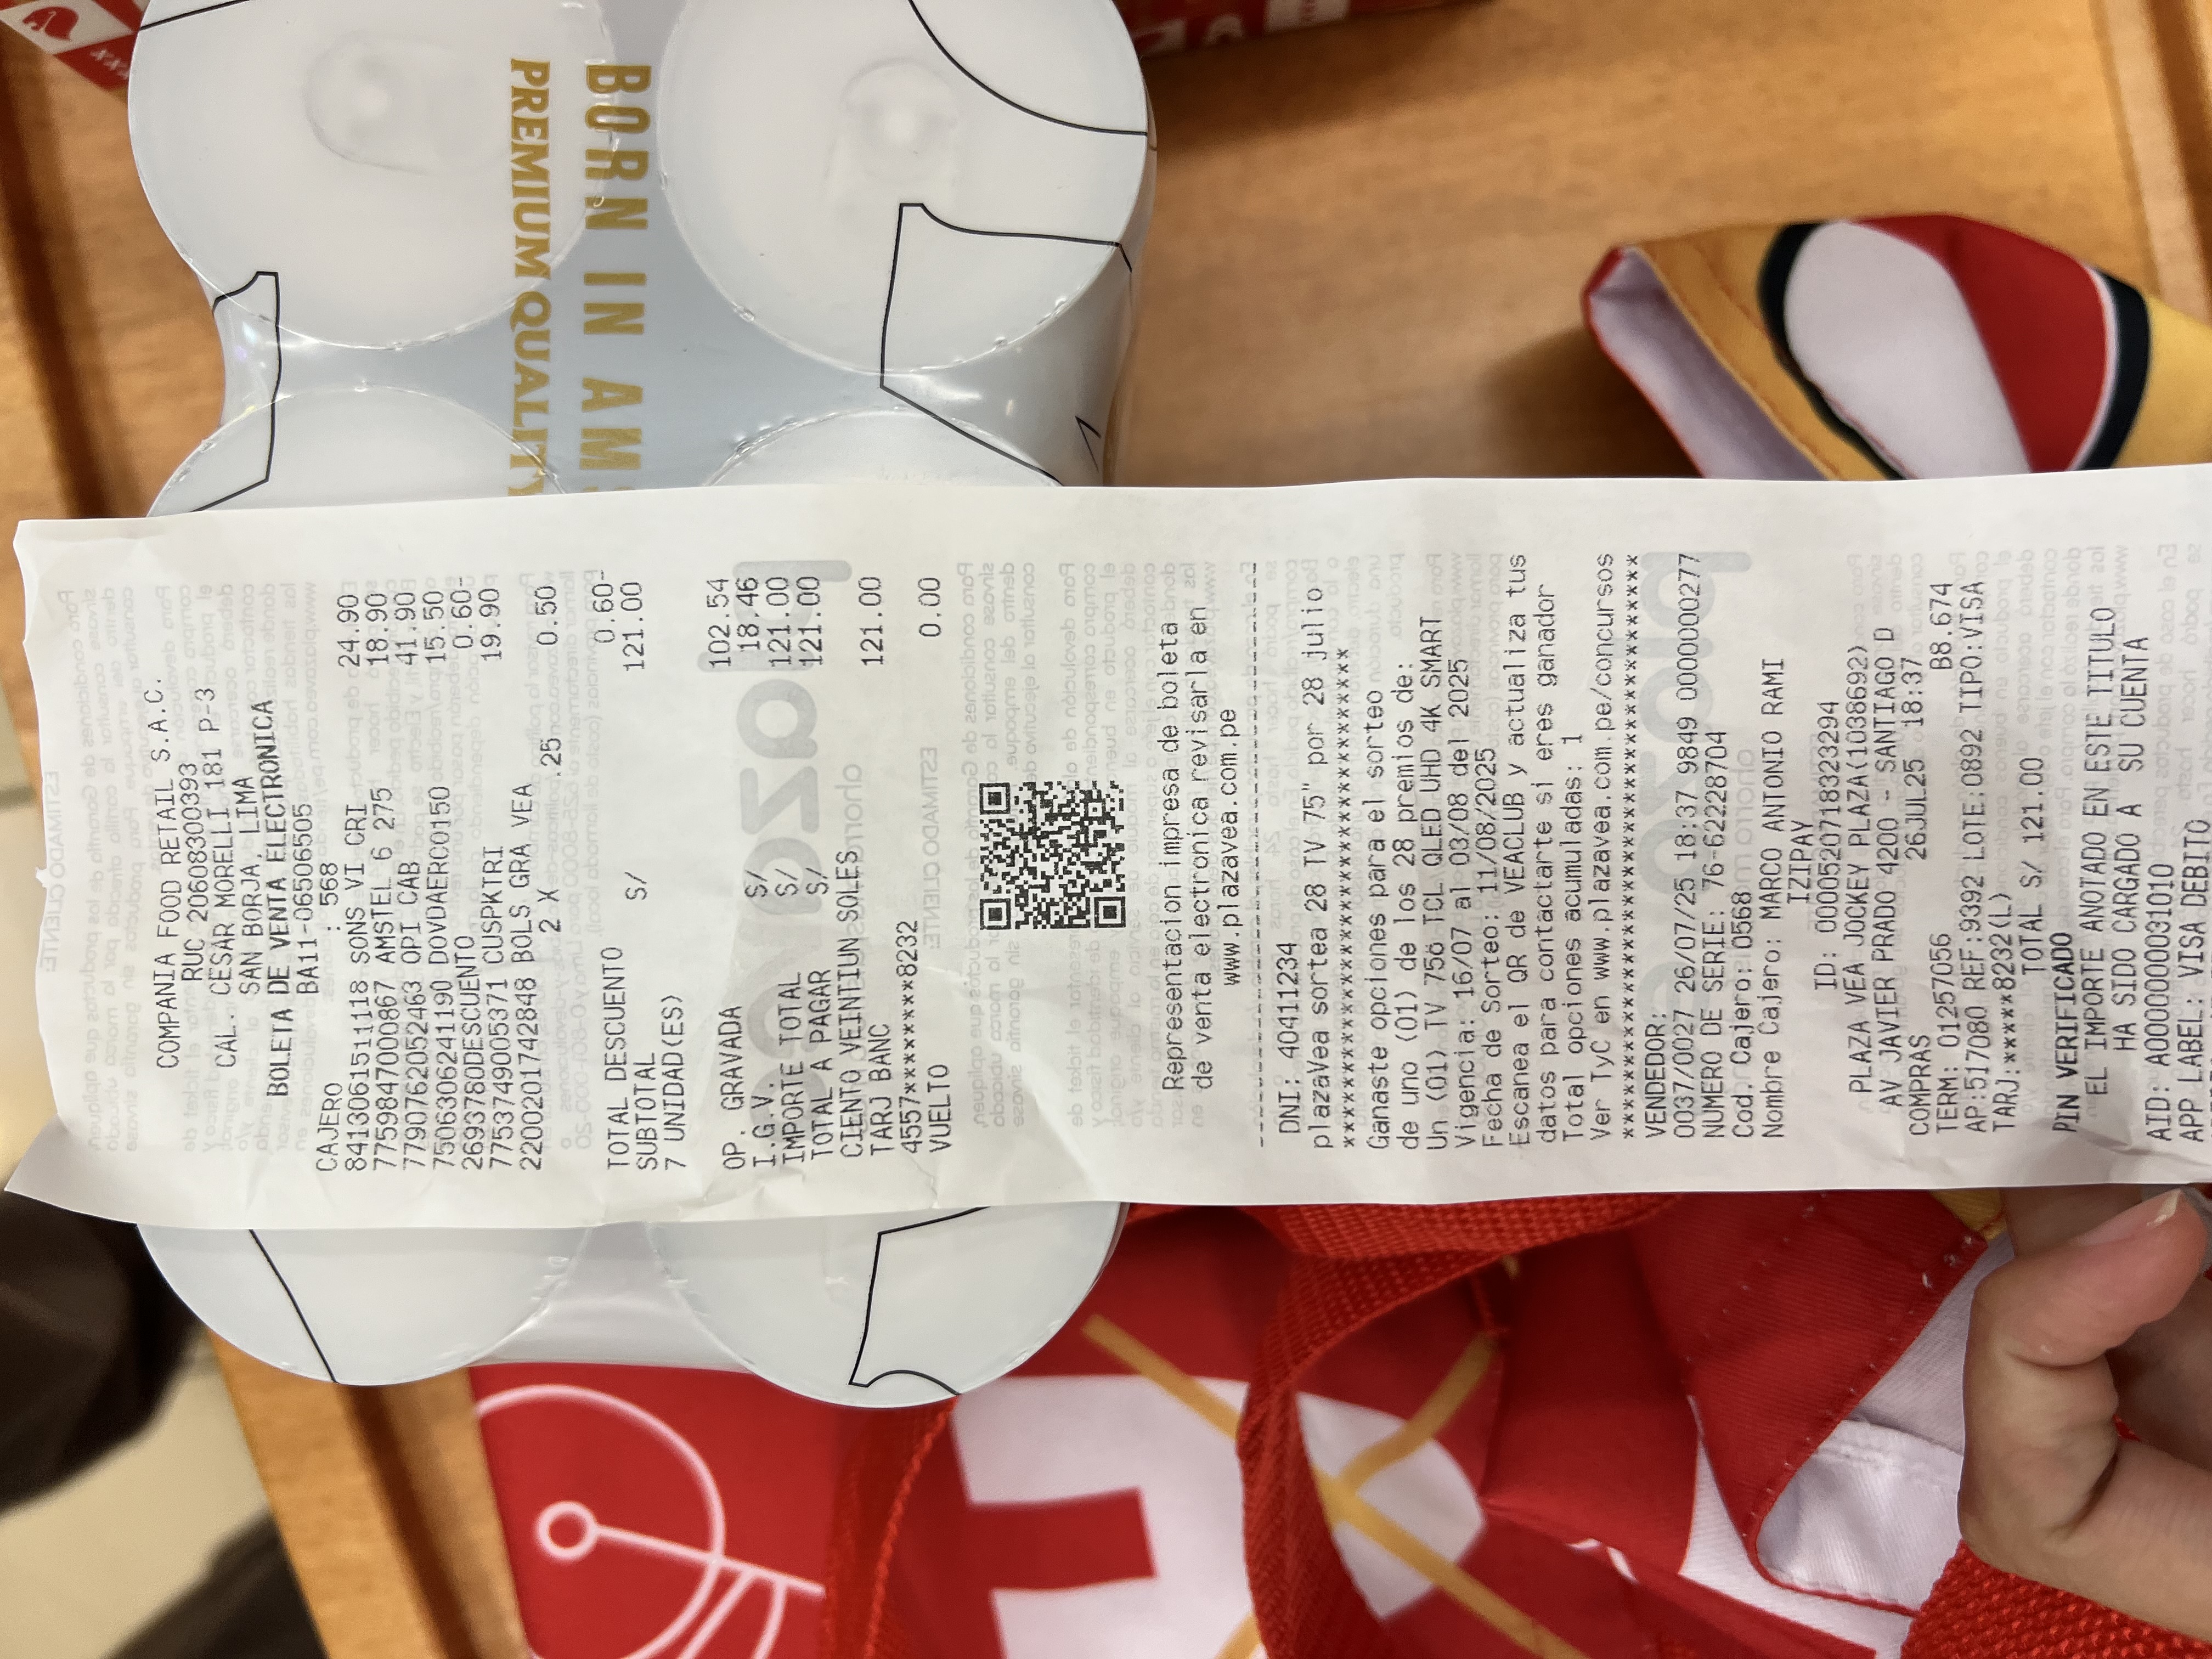 COMPANIA FOOD RETAIL S.A.C.
RUC 20608300393
CAL. CESAR MORELLI 181 P-3
SAN BORJA, LIMA
BOLETA DE VENTA ELECTRONICA
BA11-06506505
CAJERO : 568
8413061511118 SONS VI CRI 24.90
7759847000867 AMSTEL 6 275 18.90
7790762052463 OPI CAB 41.90
7506306241190 DOVDAERCO150 15.50
2693780DESCUENTO 0.60-
7753749005371 CUSPKTRI 19.90
2200201742848 BOLS GRA VEA
2 X .25 0.50
TOTAL DESCUENTO 0.60-
SUBTOTAL S/ 121.00
7 UNIDAD(ES)
OP. GRAVADA 102.54
I.G.V. S/ 18.46
IMPORTE TOTAL S/ 121.00
TOTAL A PAGAR S/ 121.00
CIENTO VEINTIUN SOLES
TARJ BANC 121.00
4557********8232
VUELTO 0.00
Representacion impresa de boleta
de venta electronica revisarla en
www.plazavea.com.pe
DNI: 40411234
plazaVea sortea 28 TV 75" por 28 julio
**********************************
Ganaste opciones para el sorteo
de uno (01) de los 28 premios de:
Un (01) TV 75ö TCL QLED UHD 4K SMART
Vigencia: 16/07 al 03/08 del 2025
Fecha de Sorteo: 11/08/2025
Escanea el QR de VEACLUB y actualiza tus
datos para contactarte si eres ganador
Total opciones acumuladas: 1
Ver TyC en www.plazavea.com.pe/concursos
****************************************
VENDEDOR:
0037/0027 26/07/25 18:37 9849 0000000277
NUMERO DE SERIE: 76-62228704
Cod. Cajero: 0568
Nombre Cajero: MARCO ANTONIO RAMI
IZIPAY
ID: 0000520718323294
PLAZA VEA JOCKEY PLAZA(1038692)
AV JAVIER PRADO 4200 - SANTIAGO D
COMPRAS 26JUL25 18:37
TERM: 01257056 B8.674
AP:517080 REF:9392 LOTE:0892 TIPO:VISA
TARJ:*****8232(L)
TOTAL S/ 121.00
PIN VERIFICADO
EL IMPORTE ANOTADO EN ESTE TITULO
HA SIDO CARGADO A SU CUENTA
AID: A0000000031010
APP LABEL: VISA DEBITO
PREMIUM QUALITY
BORN IN AMS